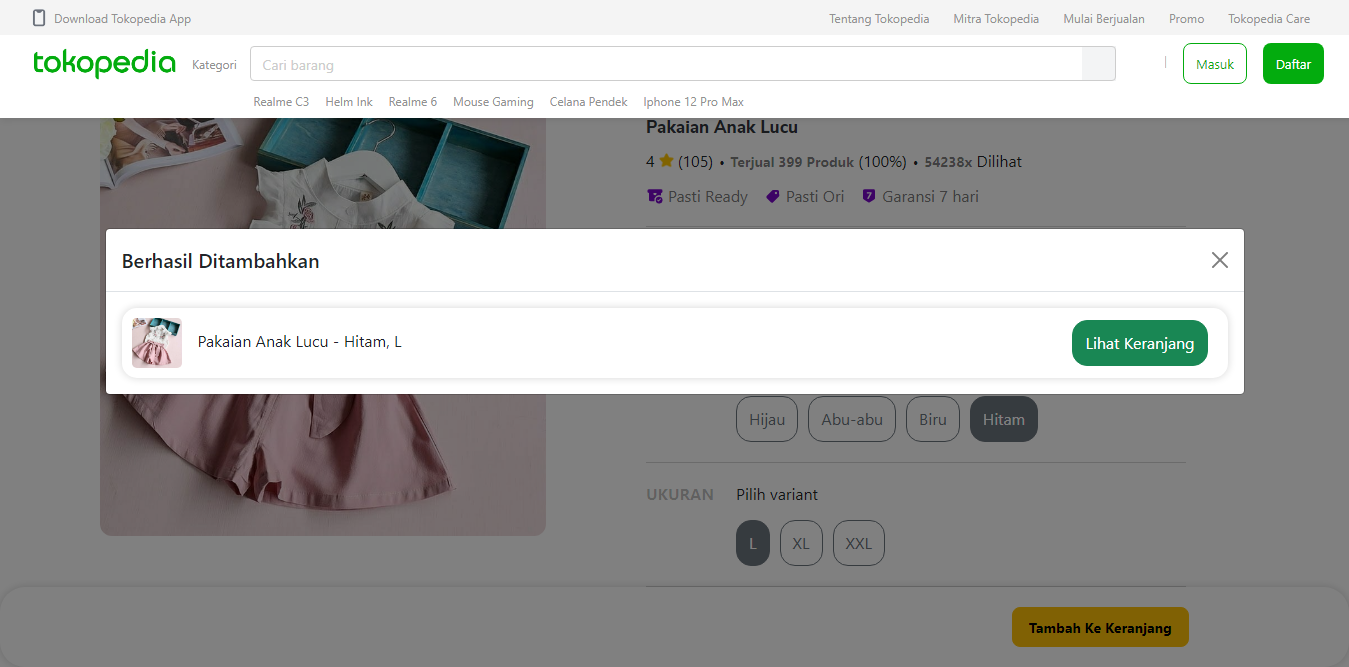 Download Tokopedia App Tentang Tokopedia Mitra Tokopedia Mulai Berjualan Promo Tokopedia Care
tokopedia Kategori Cari barang Masuk Daftar
Realme C3 Helm Ink Realme 6 Mouse Gaming Celana Pendek Iphone 12 Pro Max
Pakaian Anak Lucu
4 (105) • Terjual 399 Produk (100%) • 54238x Dilihat
Pasti Ready Pasti Ori 7 Garansi 7 hari
Berhasil Ditambahkan
Pakaian Anak Lucu - Hitam, L Lihat Keranjang
Hijau Abu-abu Biru Hitam
UKURAN Pilih variant
L XL XXL
Tambah Ke Keranjang